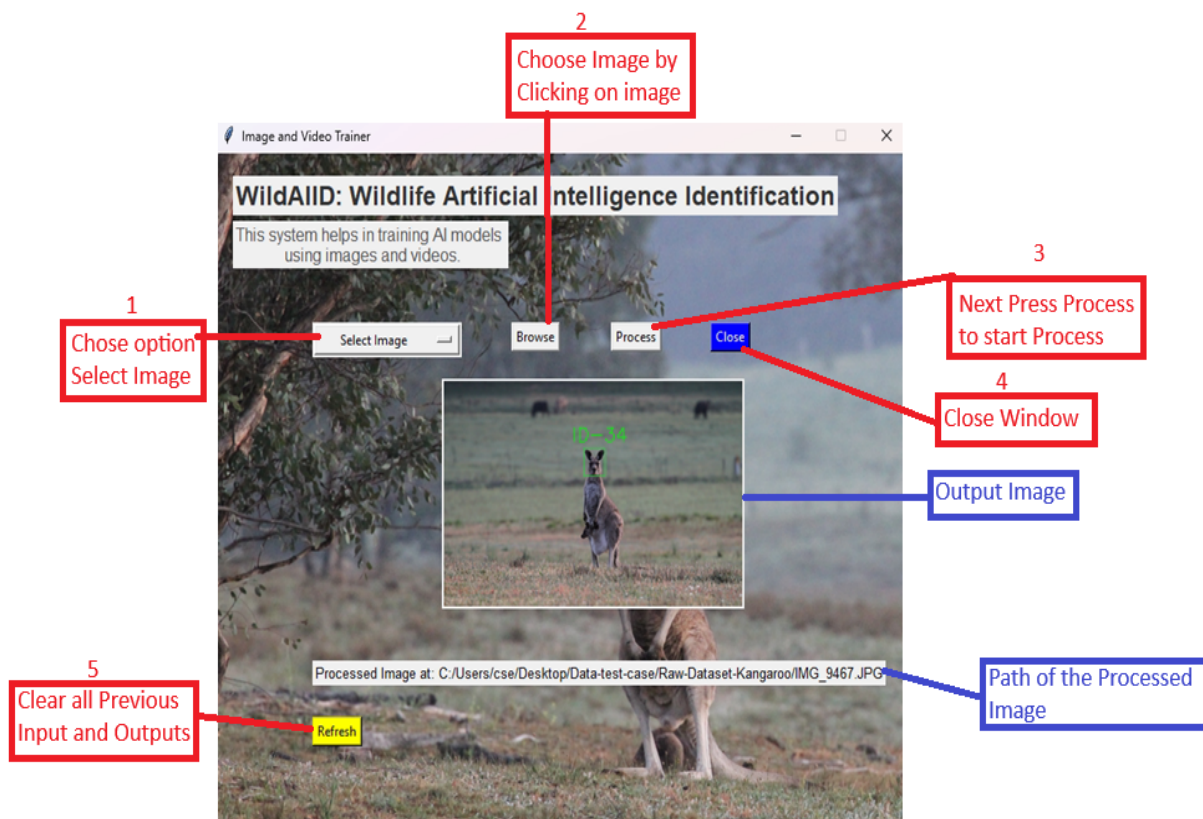 2
Choose Image by
Clicking on image
Image and Video Trainer
WildAIID: Wildlife Artificial Intelligence Identification
This system helps in training AI models
using images and videos.
3
Next Press Process
to start Process
1
Chose option
Select Image
Select Image
Browse
Process
Close
4
Close Window
ID-34
Output Image
Processed Image at: C:/Users/cse/Desktop/Data-test-case/Raw-Dataset-Kangaroo/IMG_9467.JPG
Path of the Processed
Image
5
Clear all Previous
Input and Outputs
Refresh